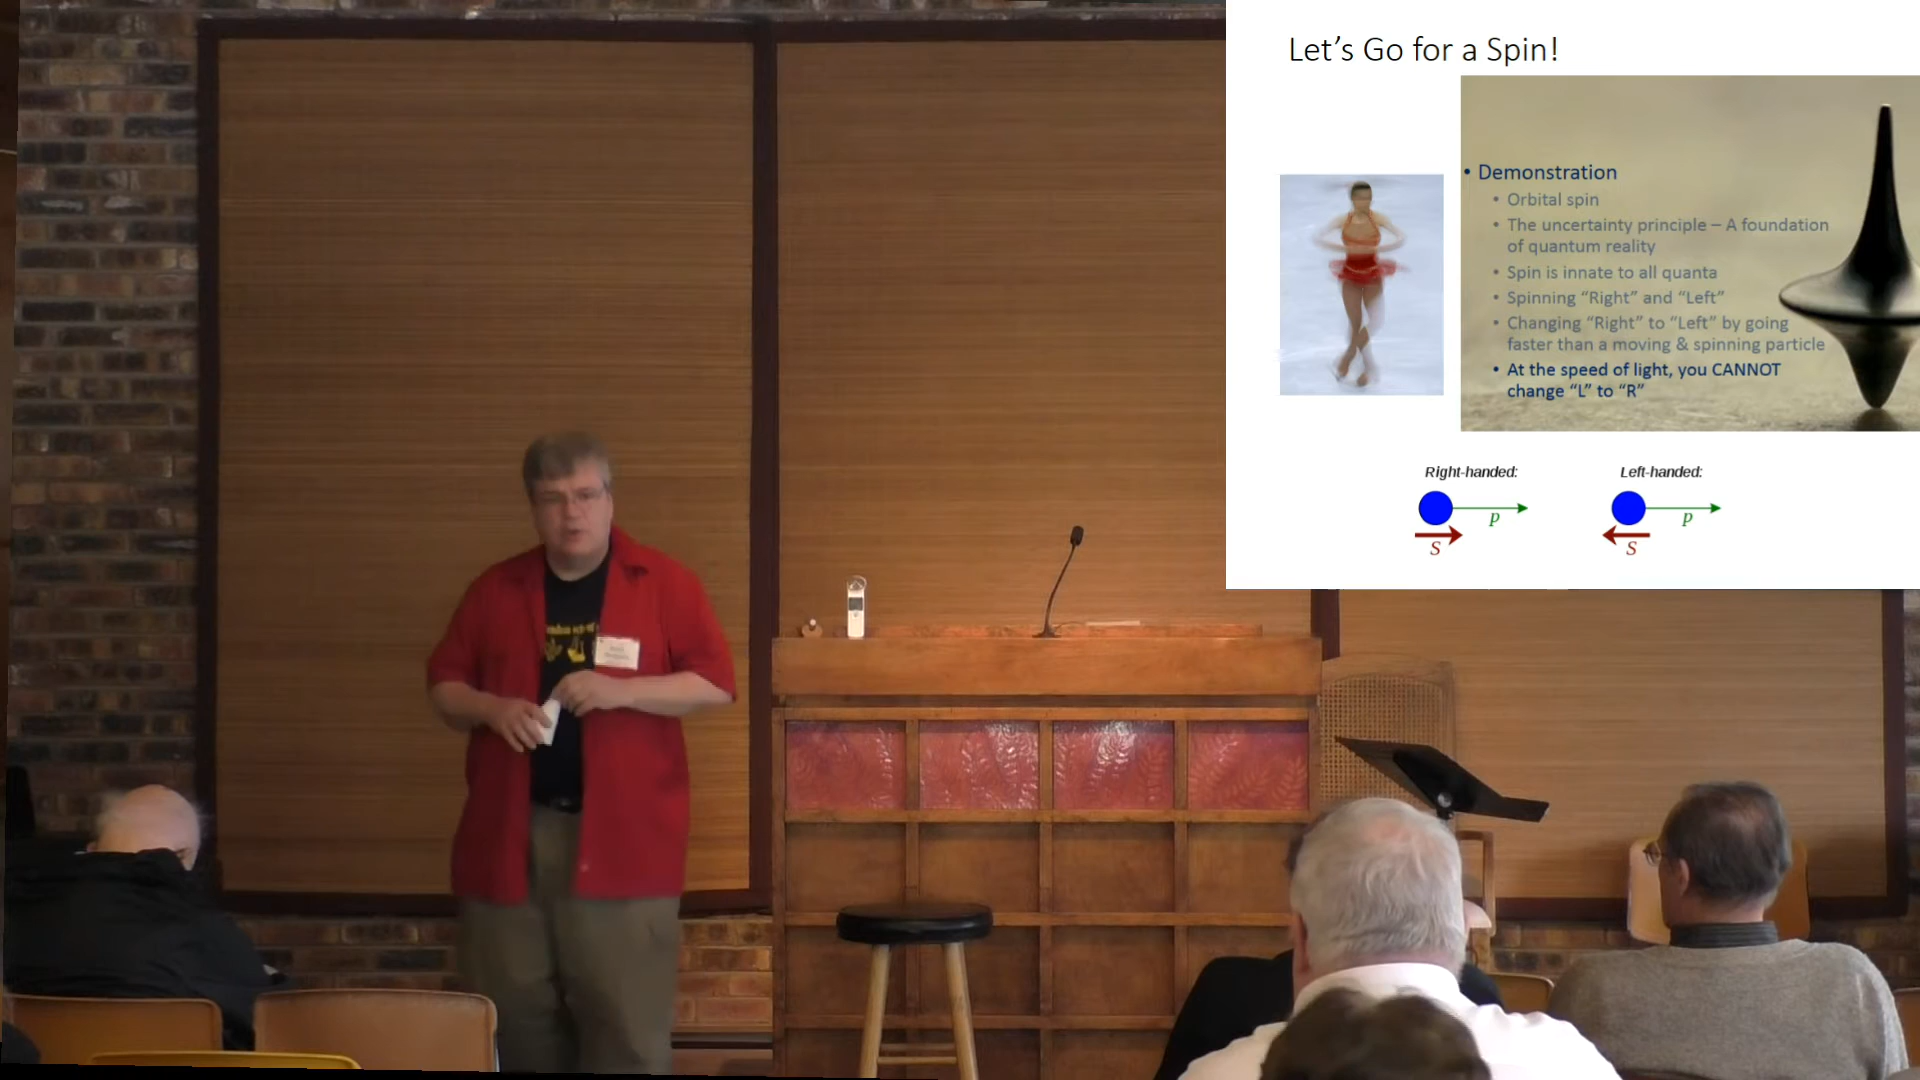 Let's Go for a Spin!
• Demonstration
• Orbital spin
• The uncertainty principle – A foundation
of quantum reality
• Spin is innate to all quanta
• Spinning “Right” and “Left”
• Changing “Right” to “Left” by going
faster than a moving & spinning particle
• At the speed of light, you CANNOT
change “L” to “R”
Right-handed:
Left-handed:
p
p
S
S